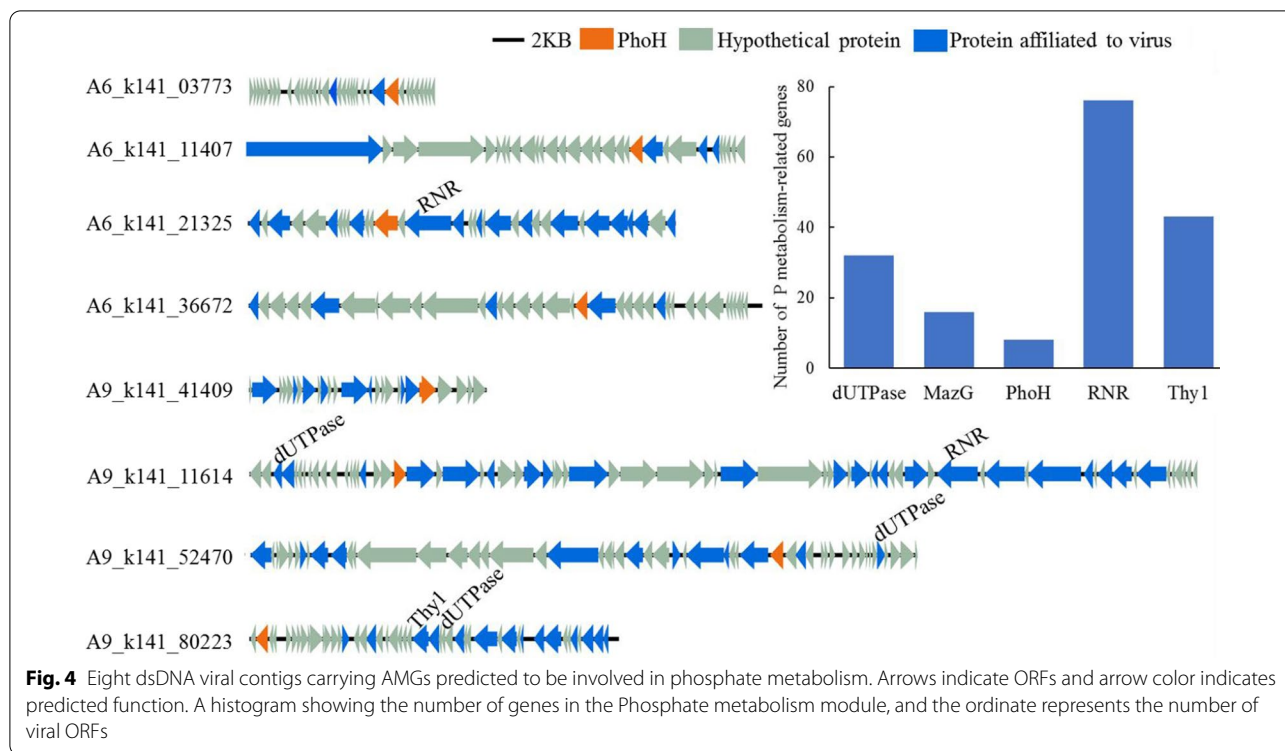 2KB PhoH Hypothetical protein Protein affiliated to virus
A6_k141_03773
A6_k141_11407
RNR
A6_k141_21325
A6_k141_36672
A9_k141_41409
dUTPase
RNR
A9_k141_11614
dUTPase
A9_k141_52470
Thy1
dUTPase
A9_k141_80223
Number of P metabolism-related genes
80
60
40
20
0
dUTPase MazG PhoH RNR Thy1
Fig. 4 Eight dsDNA viral contigs carrying AMGs predicted to be involved in phosphate metabolism. Arrows indicate ORFs and arrow color indicates
predicted function. A histogram showing the number of genes in the Phosphate metabolism module, and the ordinate represents the number of
viral ORFs